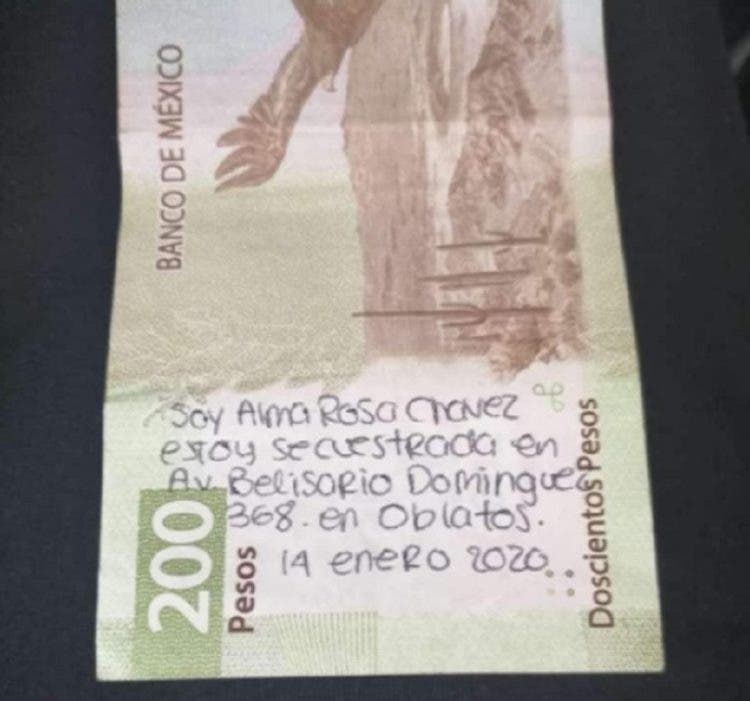 BANCO DE MÉXICO
Soy Alma Rosa Chavez
estoy secuestrada en
Av. Belisario Dominguez
368. en Oblatos.
14 enero 2020
200
Pesos
Doscientos Pesos